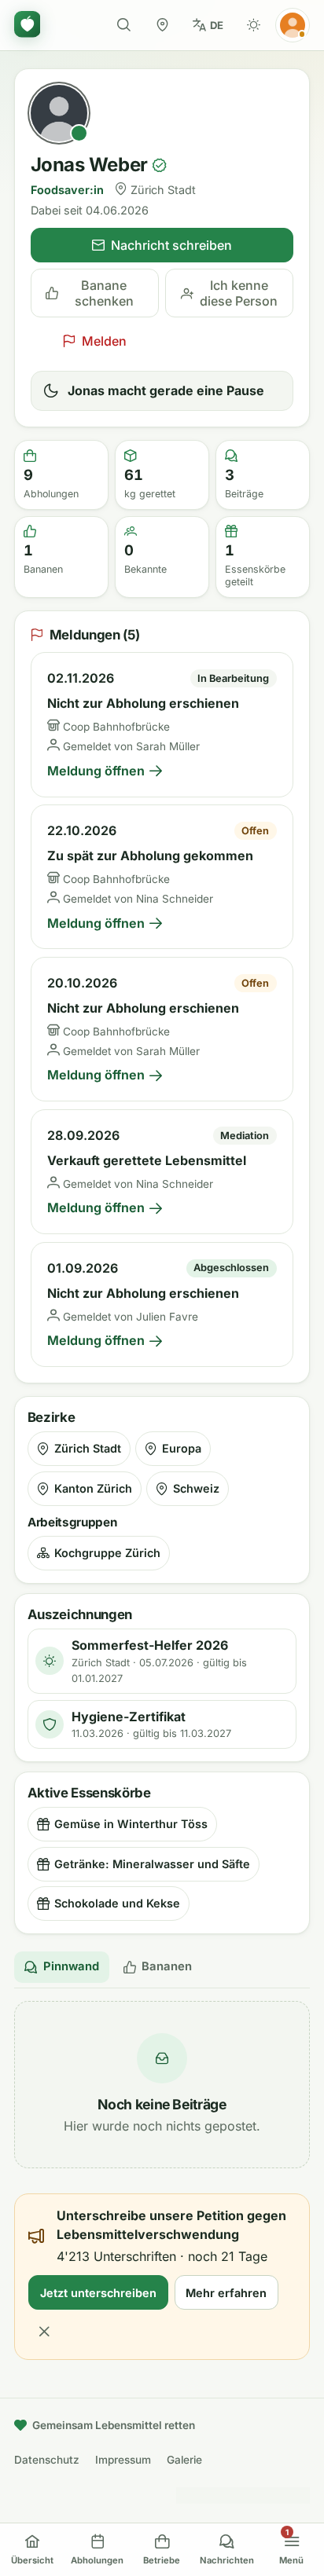 DE
Jonas Weber
Foodsaver:in Zürich Stadt
Dabei seit 04.06.2026
Nachricht schreiben
Banane
schenken
Ich kenne
diese Person
Melden
Jonas macht gerade eine Pause
9
Abholungen
61
kg gerettet
3
Beiträge
1
Bananen
0
Bekannte
1
Essenskörbe
geteilt
Meldungen (5)
02.11.2026 In Bearbeitung
Nicht zur Abholung erschienen
Coop Bahnhofbrücke
Gemeldet von Sarah Müller
Meldung öffnen
22.10.2026 Offen
Zu spät zur Abholung gekommen
Coop Bahnhofbrücke
Gemeldet von Nina Schneider
Meldung öffnen
20.10.2026 Offen
Nicht zur Abholung erschienen
Coop Bahnhofbrücke
Gemeldet von Sarah Müller
Meldung öffnen
28.09.2026 Mediation
Verkauft gerettete Lebensmittel
Gemeldet von Nina Schneider
Meldung öffnen
01.09.2026 Abgeschlossen
Nicht zur Abholung erschienen
Gemeldet von Julien Favre
Meldung öffnen
Bezirke
Zürich Stadt Europa
Kanton Zürich Schweiz
Arbeitsgruppen
Kochgruppe Zürich
Auszeichnungen
Sommerfest-Helfer 2026
Zürich Stadt · 05.07.2026 · gültig bis
01.01.2027
Hygiene-Zertifikat
11.03.2026 · gültig bis 11.03.2027
Aktive Essenskörbe
Gemüse in Winterthur Töss
Getränke: Mineralwasser und Säfte
Schokolade und Kekse
Pinnwand Bananen
Noch keine Beiträge
Hier wurde noch nichts gepostet.
Unterschreibe unsere Petition gegen
Lebensmittelverschwendung
4'213 Unterschriften · noch 21 Tage
Jetzt unterschreiben Mehr erfahren
Gemeinsam Lebensmittel retten
Datenschutz Impressum Galerie
1
Übersicht Abholungen Betriebe Nachrichten Menü